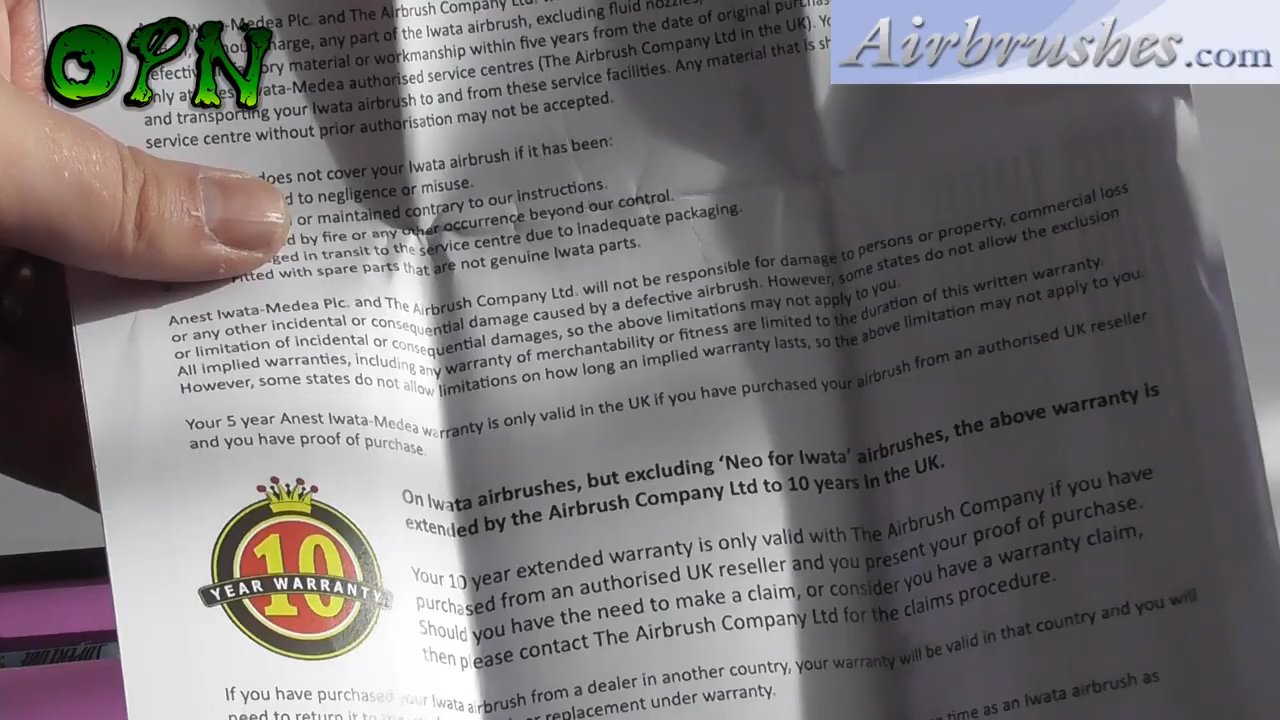 OPN
Airbrushes.com
Medea Plc. and The Airbrush Company Ltd.
any part of the Iwata airbrush, excluding fluid nozzles,
material or workmanship within five years from the date of original
Medea authorised service centres (The Airbrush Company Ltd in the UK).
and transporting your Iwata airbrush to and from these service facilities. Any material that is
service centre without prior authorisation may not be accepted.
does not cover your Iwata airbrush if it has been:
to negligence or misuse.
or maintained contrary to our instructions.
by fire or any other occurrence beyond our control.
in transit to the service centre due to inadequate packaging.
Fitted with spare parts that are not genuine Iwata parts.
Anest Iwata-Medea Plc. and The Airbrush Company Ltd. will not be responsible for damage to persons or property, commercial loss
or any other incidental or consequential damage caused by a defective airbrush. However, some states do not allow the exclusion
or limitation of incidental or consequential damages, so the above limitations may not apply to you.
All implied warranties, including any warranty of merchantability or fitness are limited to the duration of this written warranty.
However, some states do not allow limitations on how long an implied warranty lasts, so the above limitation may not apply to you.
Your 5 year Anest Iwata-Medea warranty is only valid in the UK if you have purchased your airbrush from an authorised UK reseller
and you have proof of purchase.
On Iwata airbrushes, but excluding ‘Neo for Iwata’ airbrushes, the above warranty is
extended by the Airbrush Company Ltd to 10 years in the UK.
10
YEAR WARRANTY
Your 10 year extended warranty is only valid with The Airbrush Company if you have
purchased from an authorised UK reseller and you present your proof of purchase.
Should you have the need to make a claim, or consider you have a warranty claim,
then please contact The Airbrush Company Ltd for the claims procedure.
If you have purchased your Iwata airbrush from a dealer in another country, your warranty will be valid in that country and you will
need to return it to replacement under warranty.
time as an Iwata airbrush as